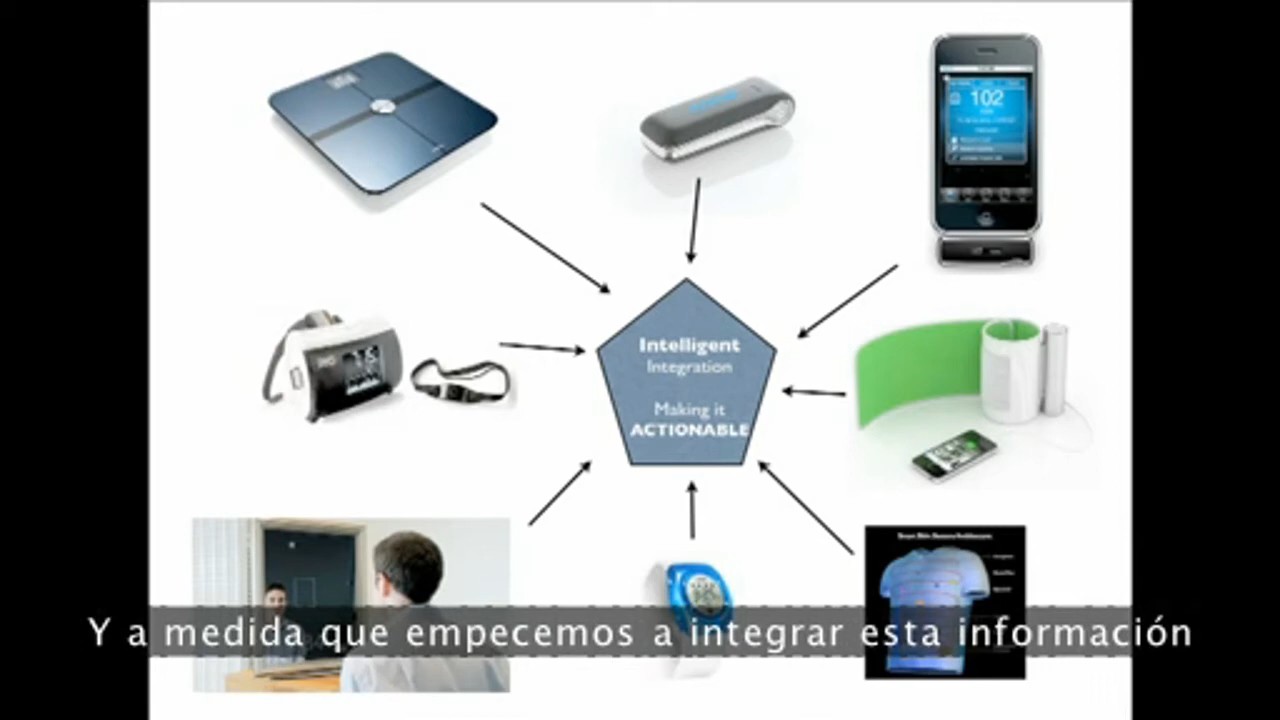 102
Intelligent
Integration
Making it
ACTIONABLE
Y a medida que empecemos a integrar esta información